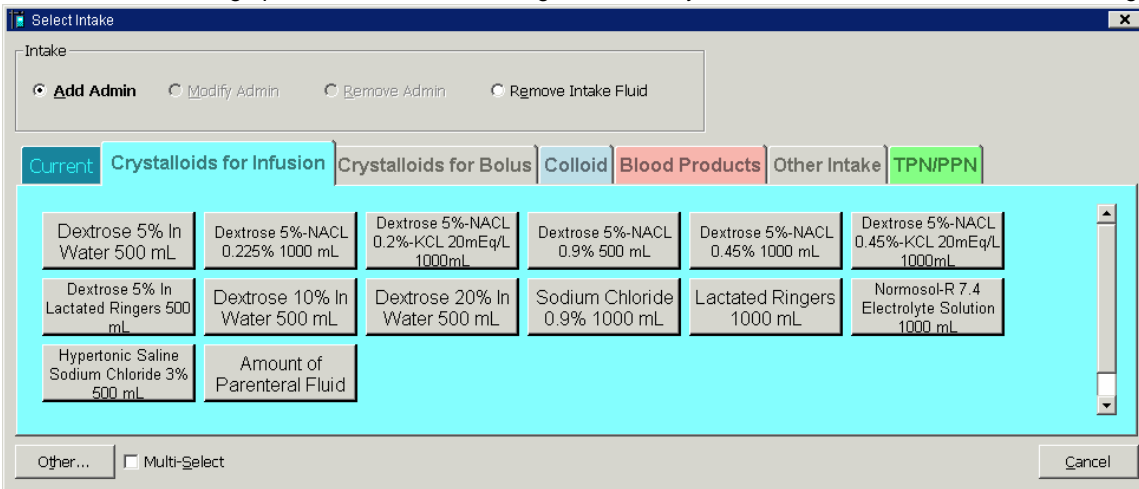 Select Intake
Intake
Add Admin
Modify Admin
Remove Admin
Remove Intake Fluid
Current
Crystalloids for Infusion
Crystalloids for Bolus
Colloid
Blood Products
Other Intake
TPN/PPN
Dextrose 5% In
Water 500 mL
Dextrose 5%-NACL
0.225% 1000 mL
Dextrose 5%-NACL
0.2%-KCL 20mEq/L
1000mL
Dextrose 5%-NACL
0.9% 500 mL
Dextrose 5%-NACL
0.45% 1000 mL
Dextrose 5%-NACL
0.45%-KCL 20mEq/L
1000mL
Dextrose 5% In
Lactated Ringers 500
mL
Dextrose 10% In
Water 500 mL
Dextrose 20% In
Water 500 mL
Sodium Chloride
0.9% 1000 mL
Lactated Ringers
1000 mL
Normosol-R 7.4
Electrolyte Solution
1000 mL
Hypertonic Saline
Sodium Chloride 3%
500 mL
Amount of
Parenteral Fluid
Other...
Multi-Select
Cancel